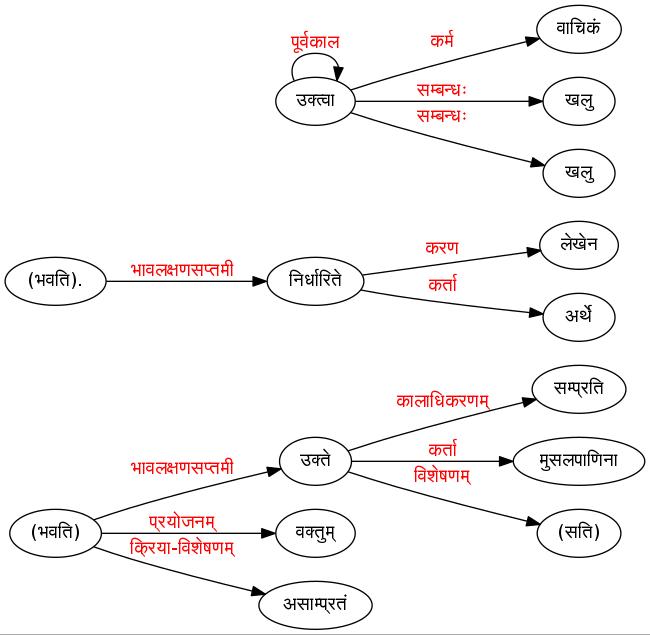 वाचिकं
पूर्वकाल
कर्म
सम्बन्धः
उक्त्वा
खलु
सम्बन्धः
खलु
लेखेन
करण
भावलक्षणसप्तमी
(भवति).
निर्धारिते
कर्ता
अर्थे
सम्प्रति
कालाधिकरणम्
कर्ता
उक्ते
मुसलपाणिना
भावलक्षणसप्तमी
विशेषणम्
प्रयोजनम्
(भवति)
वक्तुम्
(सति)
क्रिया-विशेषणम्
असाम्प्रतं